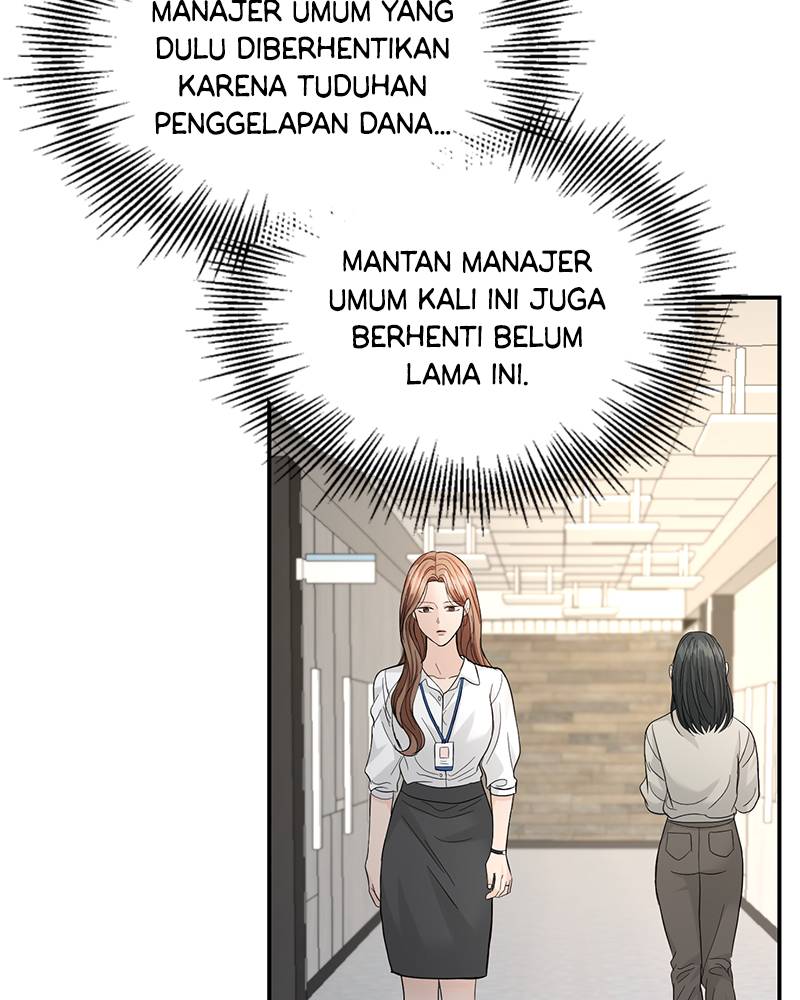 MANAJER UMUM YANG
DULU DIBERHENTIKAN
KARENA TUDUHAN
PENGGELAPAN DANA...
MANTAN MANAJER
UMUM KALI INI JUGA
BERHENTI BELUM
LAMA INI.